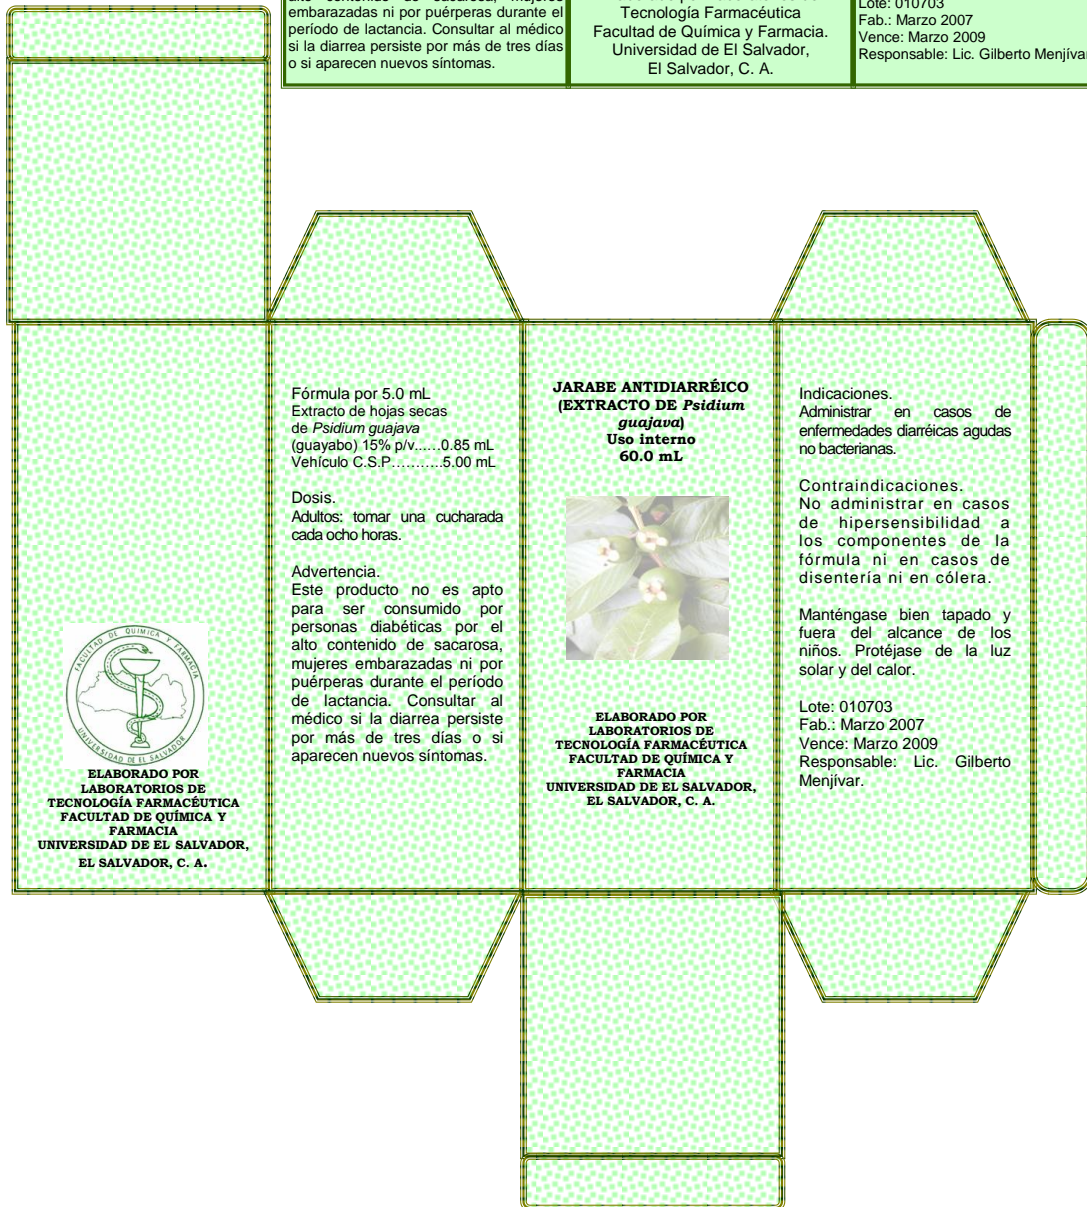 embarazadas ni por puérperas durante el
período de lactancia. Consultar al médico
si la diarrea persiste por más de tres días
o si aparecen nuevos síntomas.
Tecnología Farmacéutica
Facultad de Química y Farmacia.
Universidad de El Salvador,
El Salvador, C. A.
Lote: 010703
Fab.: Marzo 2007
Vence: Marzo 2009
Responsable: Lic. Gilberto Menjívar
FACULTAD DE QUIMICA Y FARMACIA
UNIVERSIDAD DE EL SALVADOR
ELABORADO POR
LABORATORIOS DE
TECNOLOGÍA FARMACÉUTICA
FACULTAD DE QUÍMICA Y
FARMACIA
UNIVERSIDAD DE EL SALVADOR,
EL SALVADOR, C. A.
Fórmula por 5.0 mL
Extracto de hojas secas
de Psidium guajava
(guayabo) 15% p/v...…0.85 mL
Vehículo C.S.P………..5.00 mL
Dosis.
Adultos: tomar una cucharada
cada ocho horas.
Advertencia.
Este producto no es apto
para ser consumido por
personas diabéticas por el
alto contenido de sacarosa,
mujeres embarazadas ni por
puérperas durante el período
de lactancia. Consultar al
médico si la diarrea persiste
por más de tres días o si
aparecen nuevos síntomas.
JARABE ANTIDIARRÉICO
(EXTRACTO DE Psidium
guajava)
Uso interno
60.0 mL
ELABORADO POR
LABORATORIOS DE
TECNOLOGÍA FARMACÉUTICA
FACULTAD DE QUÍMICA Y
FARMACIA
UNIVERSIDAD DE EL SALVADOR,
EL SALVADOR, C. A.
Indicaciones.
Administrar en casos de
enfermedades diarréicas agudas
no bacterianas.
Contraindicaciones.
No administrar en casos
de hipersensibilidad a
los componentes de la
fórmula ni en casos de
disentería ni en cólera.
Manténgase bien tapado y
fuera del alcance de los
niños. Protéjase de la luz
solar y del calor.
Lote: 010703
Fab.: Marzo 2007
Vence: Marzo 2009
Responsable: Lic. Gilberto
Menjívar.